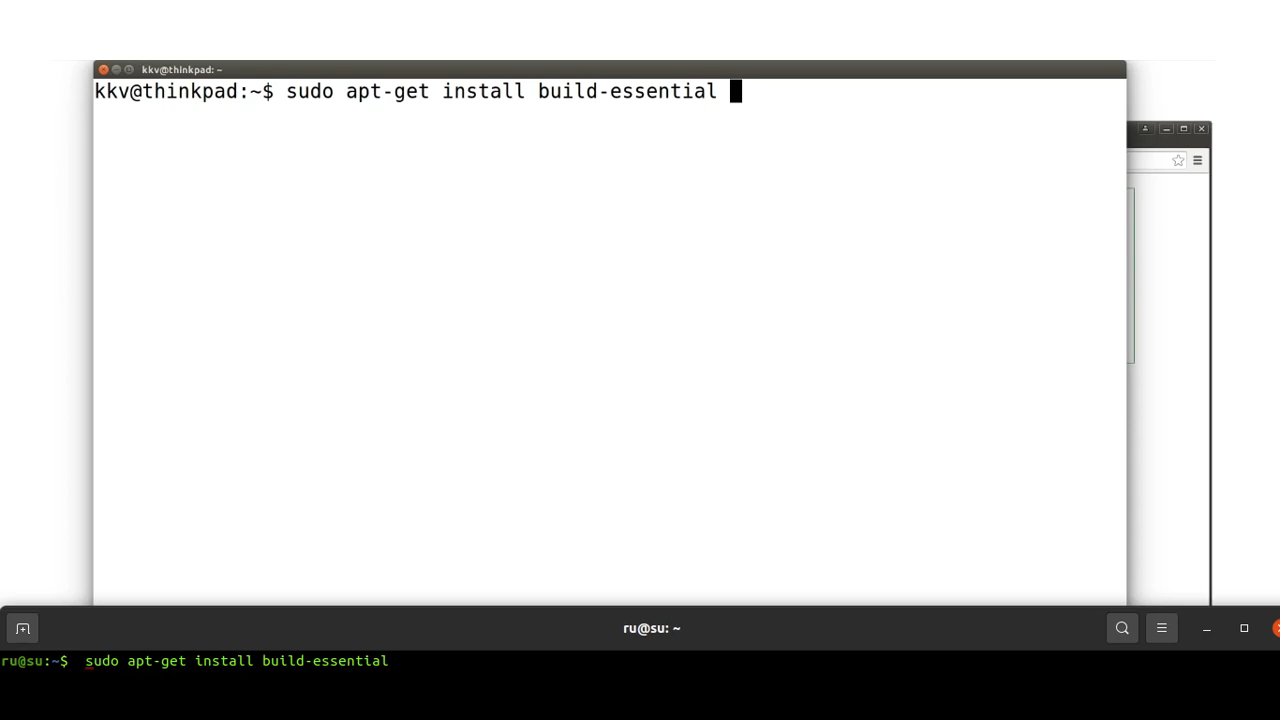 kkv@thinkpad: ~
kkv@thinkpad:~$ sudo apt-get install build-essential
ru@su: ~
ru@su:~$  sudo apt-get install build-essential